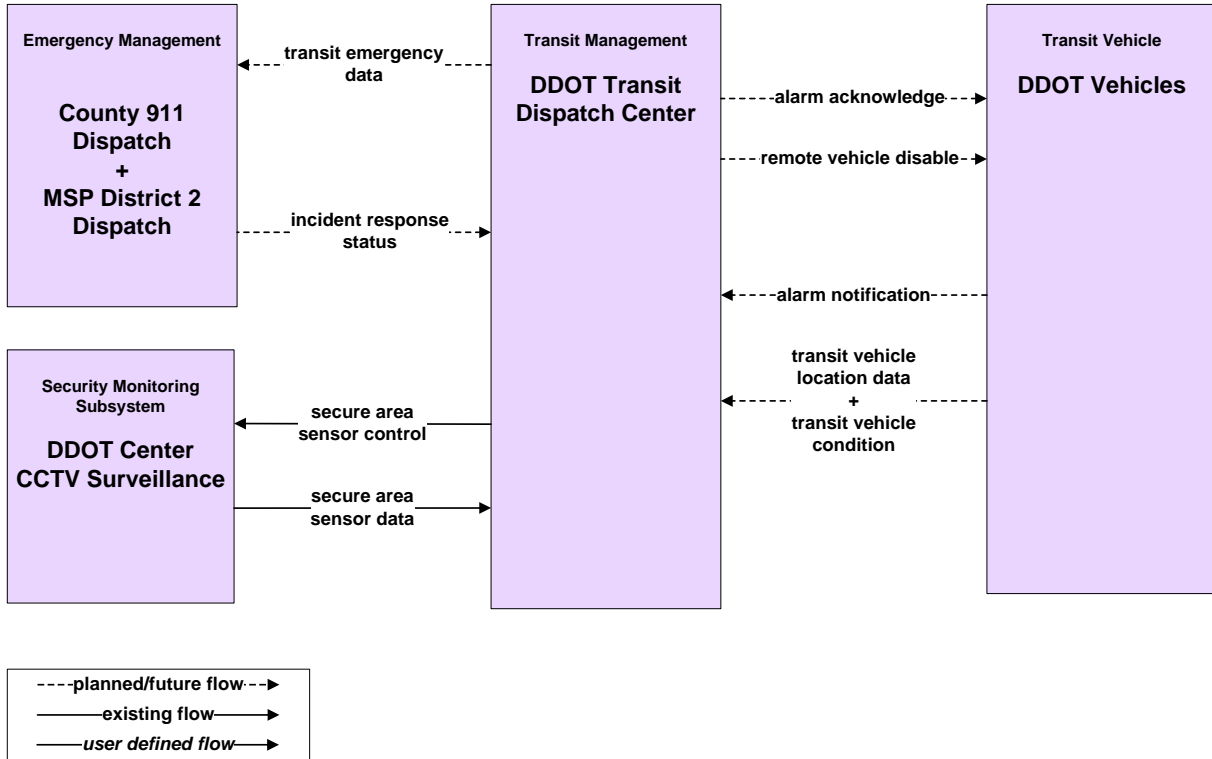 Emergency Management
County 911
Dispatch
+
MSP District 2
Dispatch
transit emergency
data
incident response
status
Security Monitoring
Subsystem
DDOT Center
CCTV Surveillance
secure area
sensor control
secure area
sensor data
Transit Management
DDOT Transit
Dispatch Center
alarm acknowledge
remote vehicle disable
alarm notification
transit vehicle
location data
+
transit vehicle
condition
Transit Vehicle
DDOT Vehicles
planned/future flow
existing flow
user defined flow